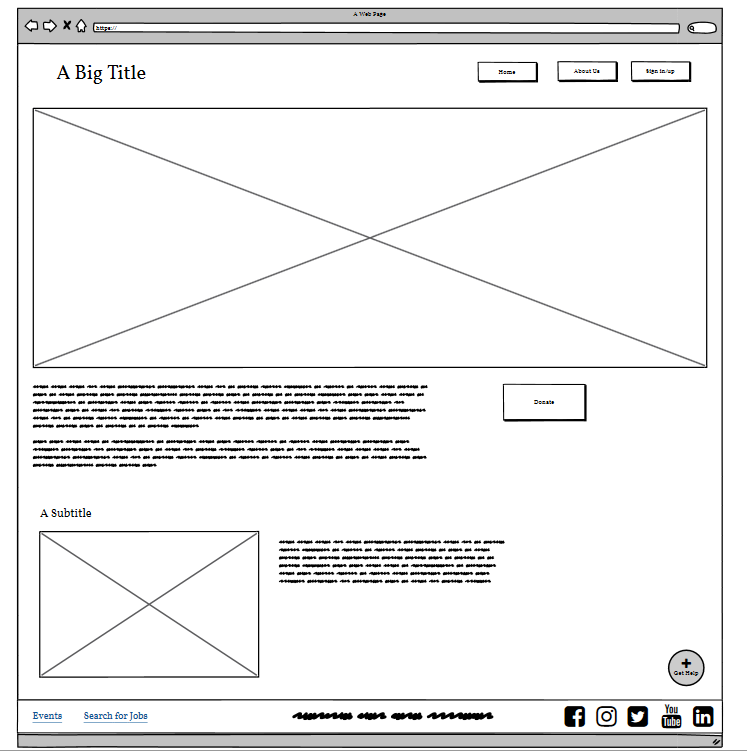 A Web Page
https://
A Big Title
Home
About Us
Sign in/up
Donate
A Subtitle
Get Help
Events
Search for Jobs
You
Tube
in